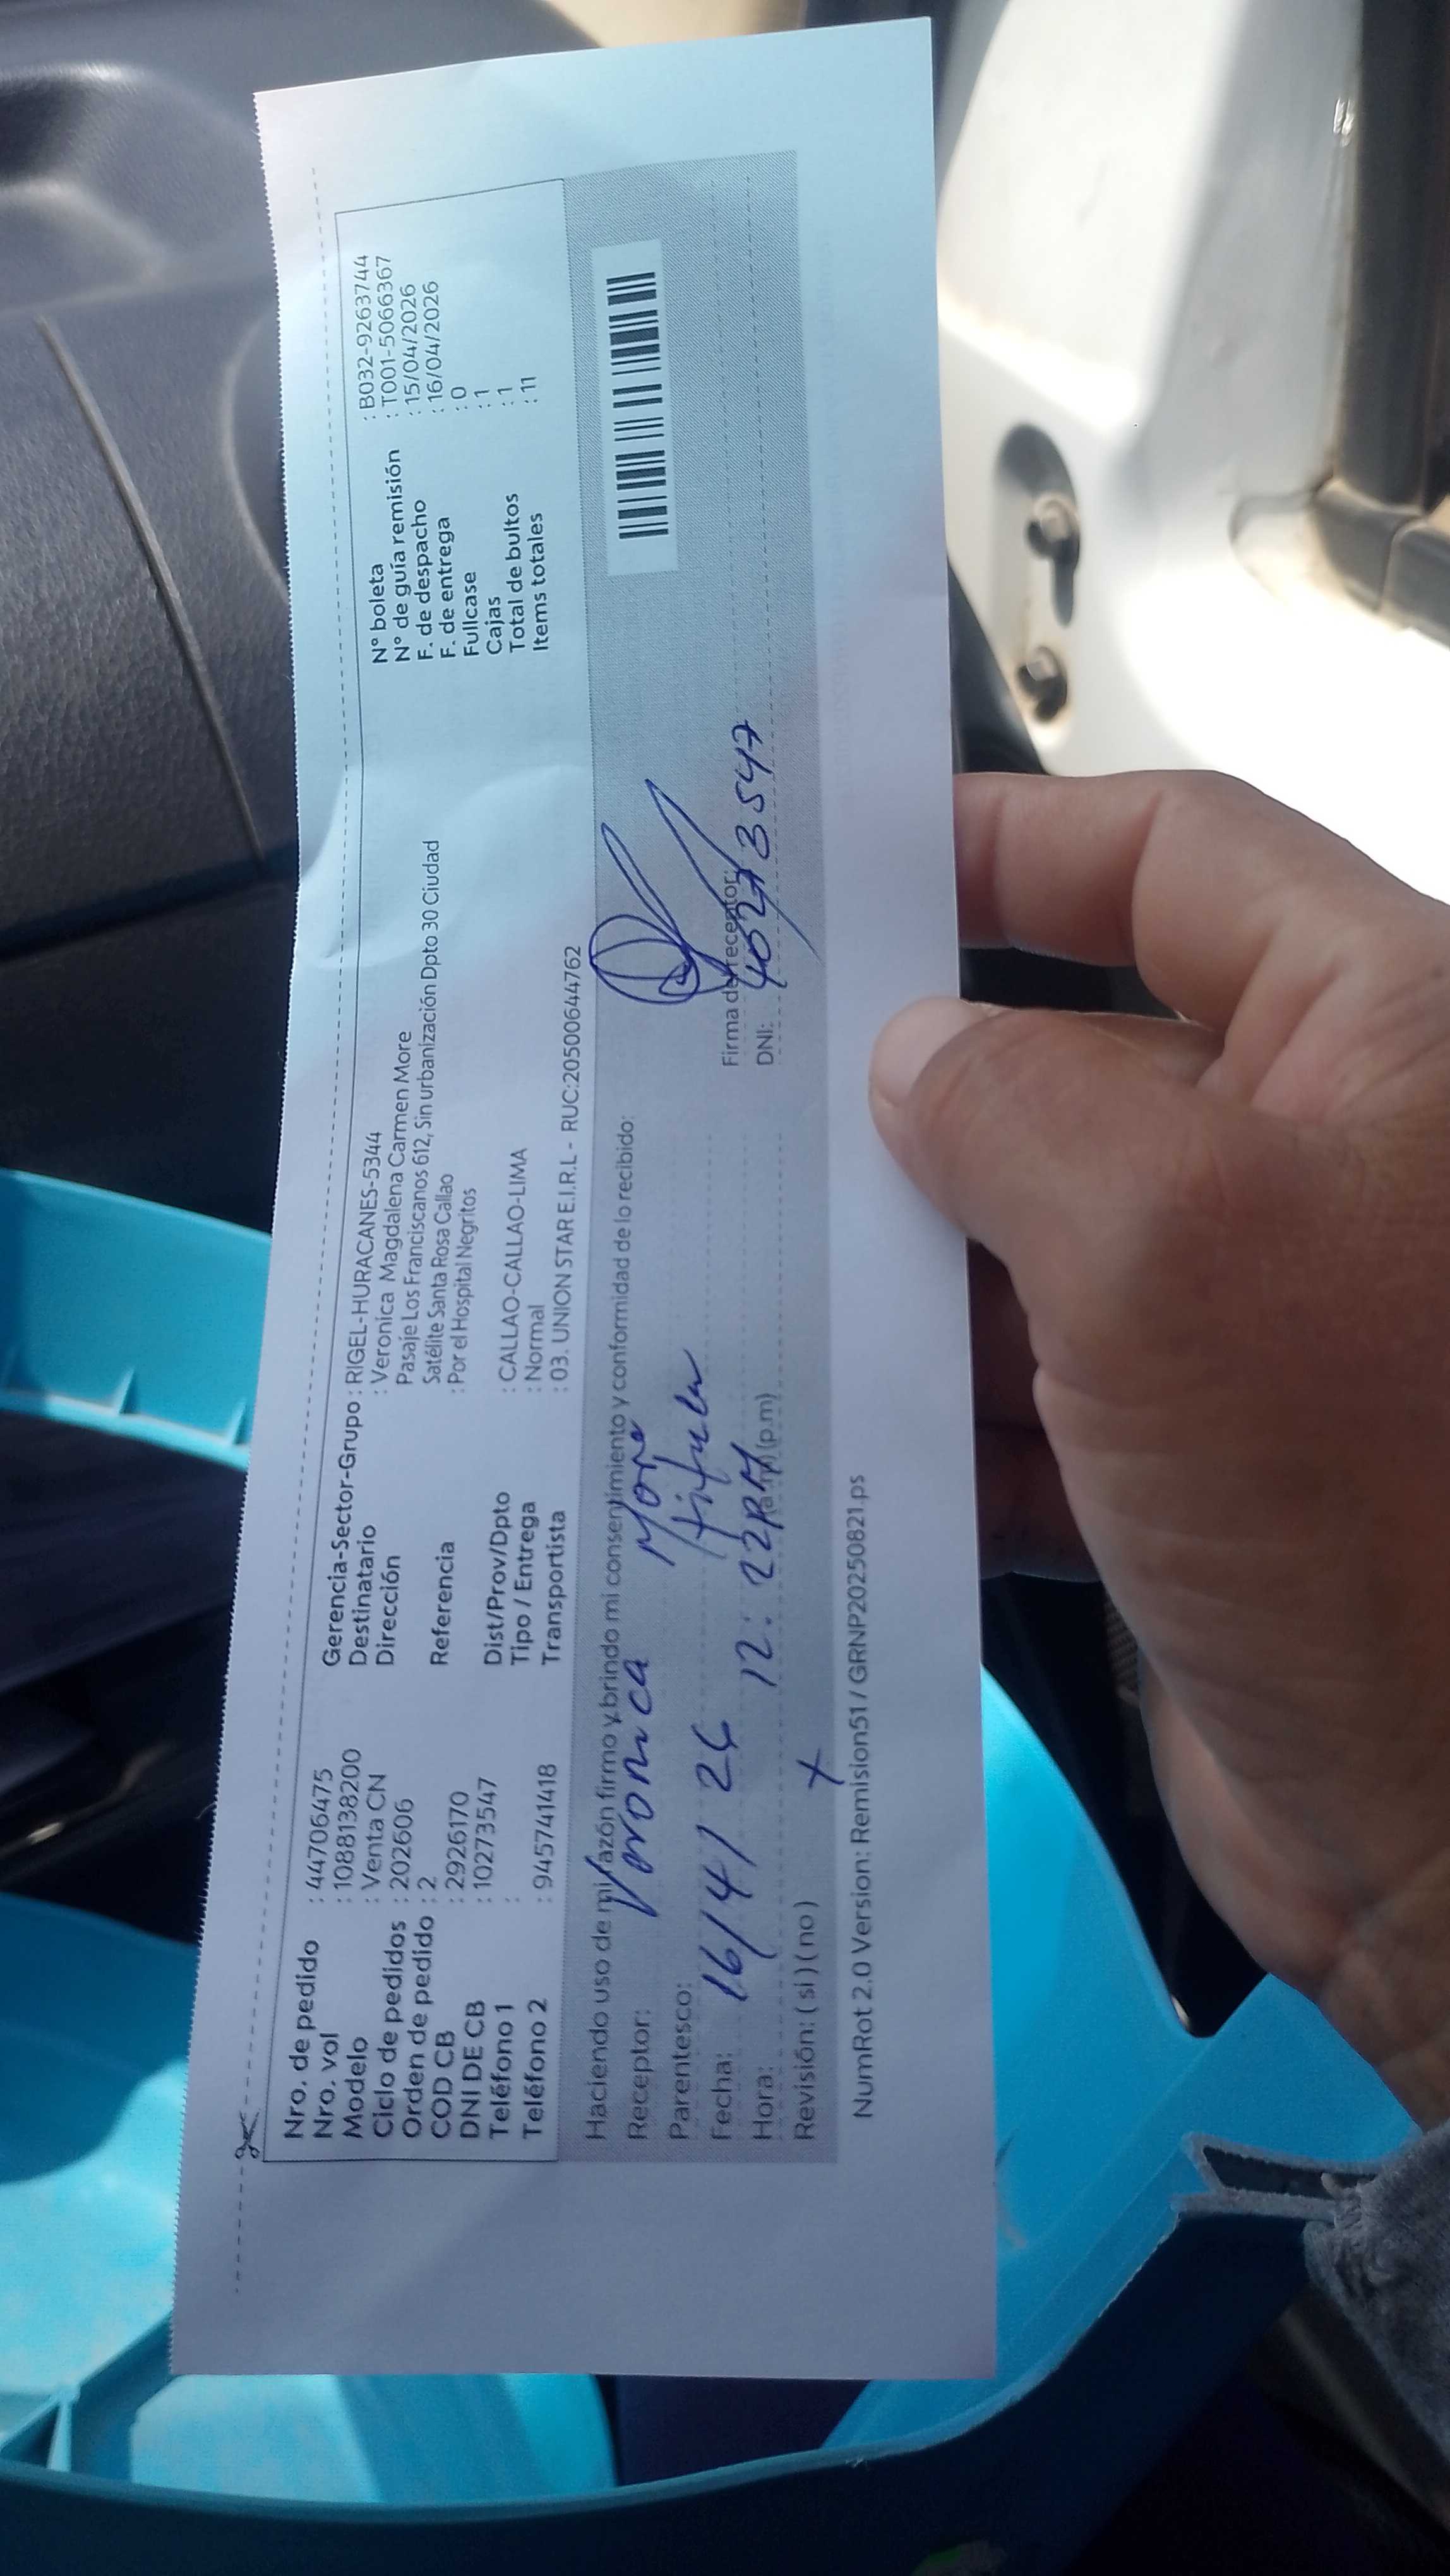 Nro. de pedido : 44706475
Nro. vol : 1088138200
Modelo : Venta CN
Ciclo de pedidos : 202606
Orden de pedido : 2
COD CB : 2926170
DNI DE CB : 10273547
Teléfono 1 :
Teléfono 2 : 945741418
Gerencia-Sector-Grupo : RIGEL-HURACANES-5344
Destinatario : Veronica Magdalena Carmen More
Dirección Pasaje Los Franciscanos 612, Sin urbanización Dpto 30 Ciudad
Satélite Santa Rosa Callao
Referencia : Por el Hospital Negritos
Dist/Prov/Dpto : CALLAO-CALLAO-LIMA
Tipo / Entrega : Normal
Transportista : 03. UNION STAR E.I.R.L - RUC:20500644762
N° boleta : B032-9263744
N° de guía remisión : T001-5066367
F. de despacho : 15/04/2026
F. de entrega : 16/04/2026
Fullcase : 0
Cajas : 1
Total de bultos : 1
Items totales : 11
Haciendo uso de mi razón firmo y brindo mi consentimiento y conformidad de lo recibido:
Receptor: Veronica More
Parentesco: titular
Fecha: 16/4/26
Hora: 12:22PM (a.m) (p.m)
Revisión: ( si ) ( no ) X
Firma del receptor:
DNI: 40273547
NumRot 2.0 Version: Remision51 / GRNP20250821.ps